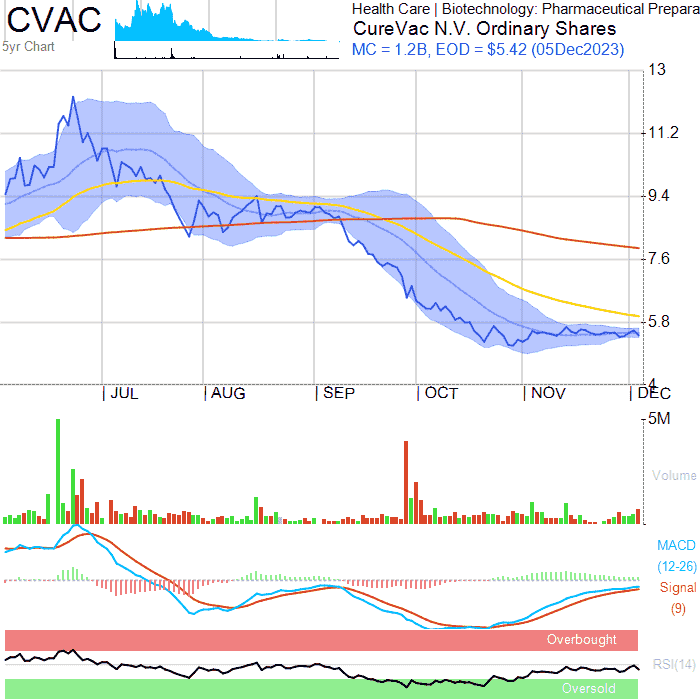 CVAC
5yr Chart
Health Care | Biotechnology: Pharmaceutical Prepara
CureVac N.V. Ordinary Shares
MC = 1.2B, EOD = $5.42 (05Dec2023)
13
11.2
9.4
7.6
5.8
4
| JUL | AUG | SEP | OCT | NOV | DEC
5M
Volume
MACD
(12-26)
Signal
(9)
Overbought
RSI(14)
Oversold